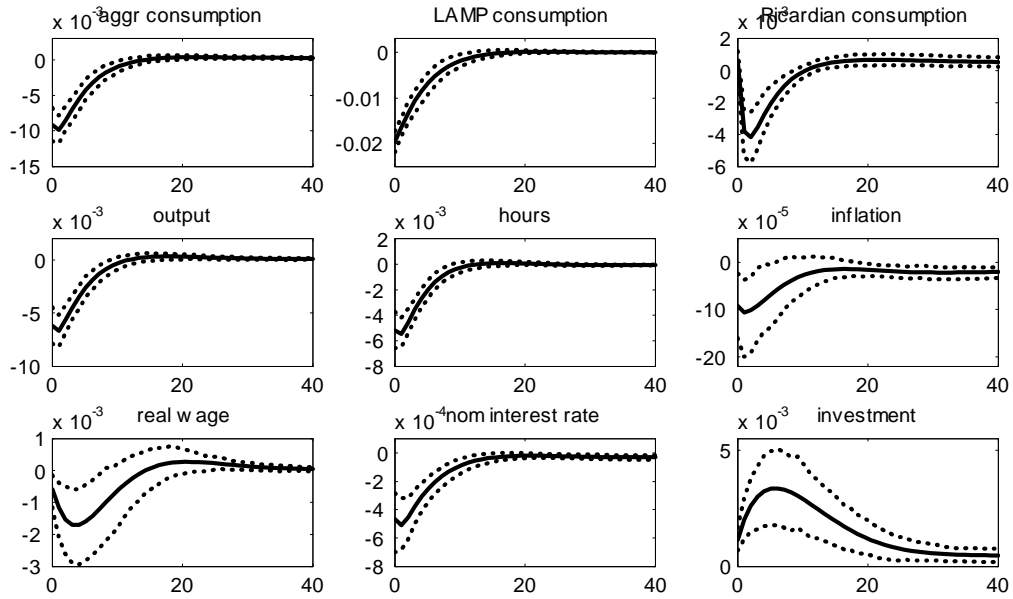 x 10-3 aggr consumption
0
-5
-10
-15
0 20 40
LAMP consumption
0
-0.01
-0.02
0 20 40
x 10-3 Ricardian consumption
2
0
-2
-4
-6
0 20 40
x 10-3 output
0
-5
-10
0 20 40
x 10-3 hours
2
0
-2
-4
-6
-8
0 20 40
x 10-5 inflation
0
-10
-20
0 20 40
x 10-3 real wage
1
0
-1
-2
-3
0 20 40
x 10-4 nom interest rate
0
-2
-4
-6
-8
0 20 40
x 10-3 investment
5
0
0 20 40